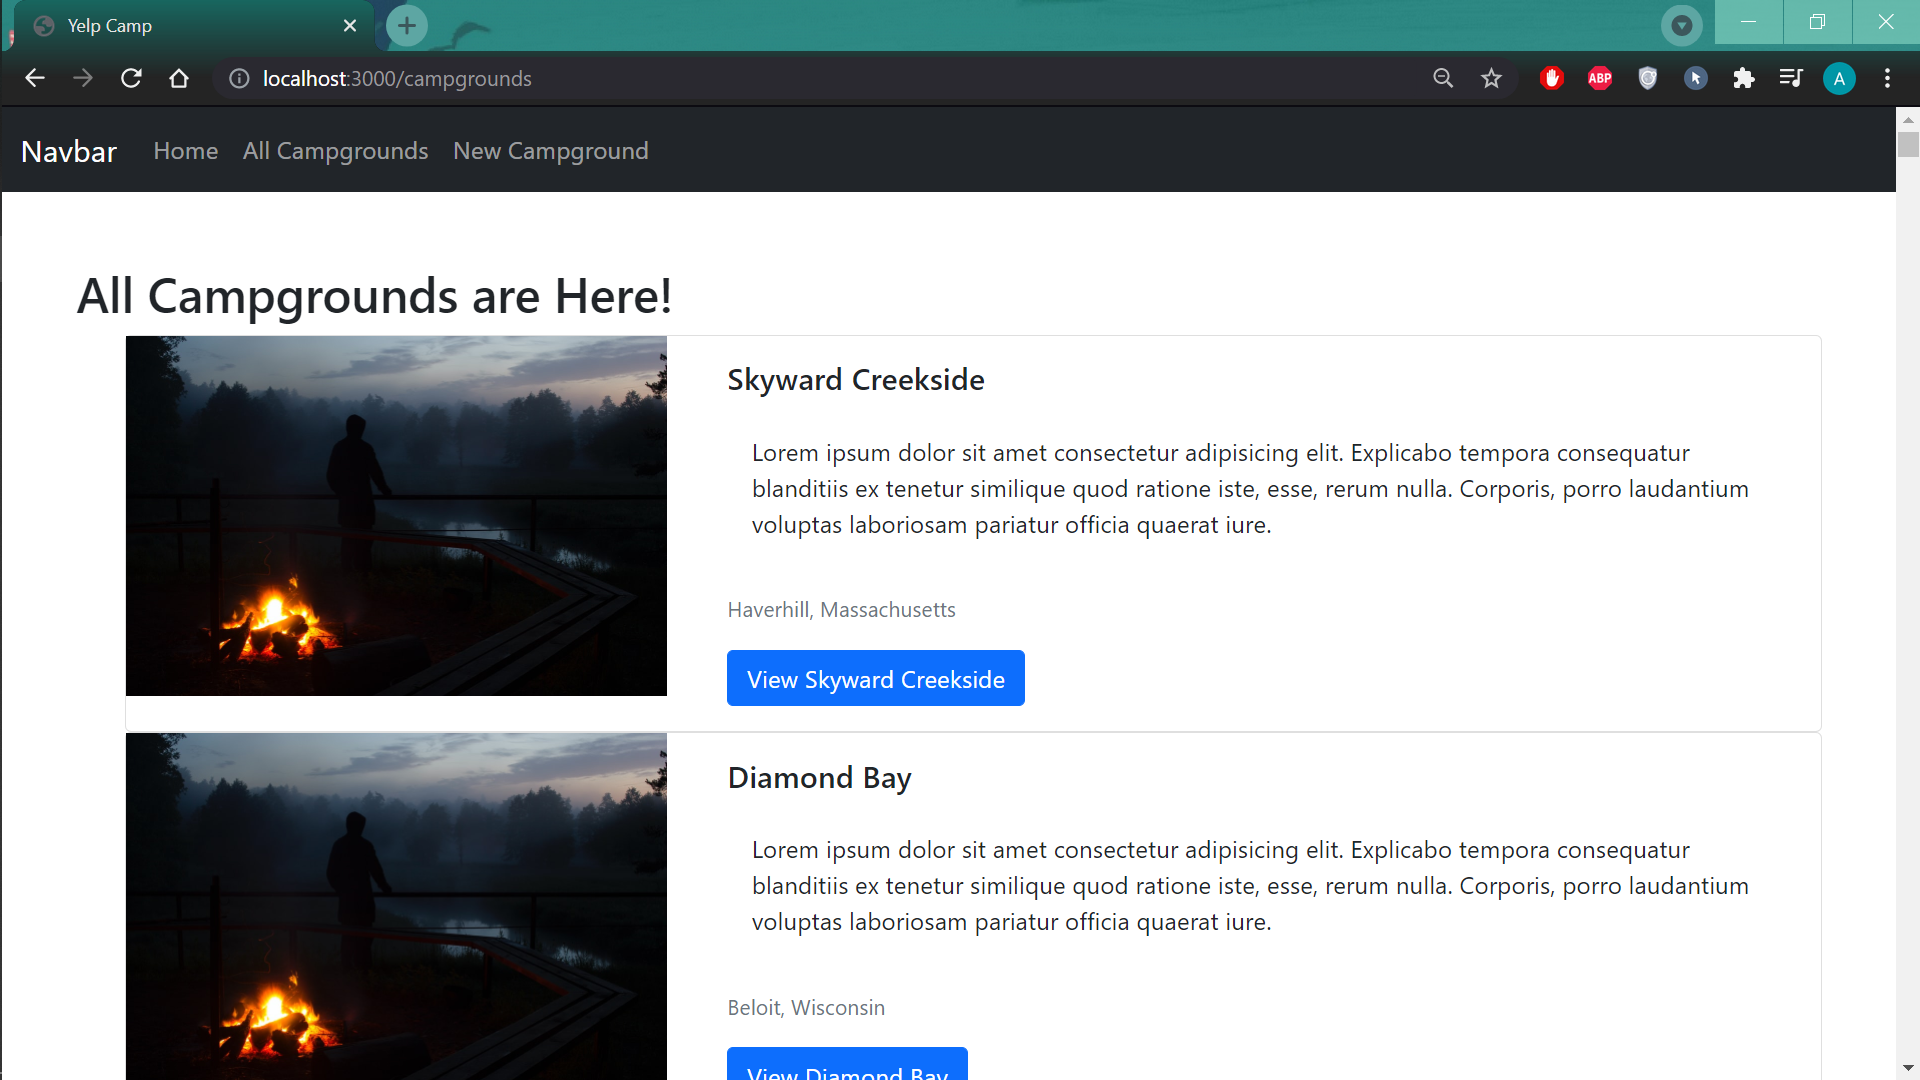 Yelp Camp
localhost:3000/campgrounds
ABP
A
Navbar Home All Campgrounds New Campground
All Campgrounds are Here!
Skyward Creekside
Lorem ipsum dolor sit amet consectetur adipisicing elit. Explicabo tempora consequatur
blanditiis ex tenetur similique quod ratione iste, esse, rerum nulla. Corporis, porro laudantium
voluptas laboriosam pariatur officia quaerat iure.
Haverhill, Massachusetts
View Skyward Creekside
Diamond Bay
Lorem ipsum dolor sit amet consectetur adipisicing elit. Explicabo tempora consequatur
blanditiis ex tenetur similique quod ratione iste, esse, rerum nulla. Corporis, porro laudantium
voluptas laboriosam pariatur officia quaerat iure.
Beloit, Wisconsin
View Diamond Bay